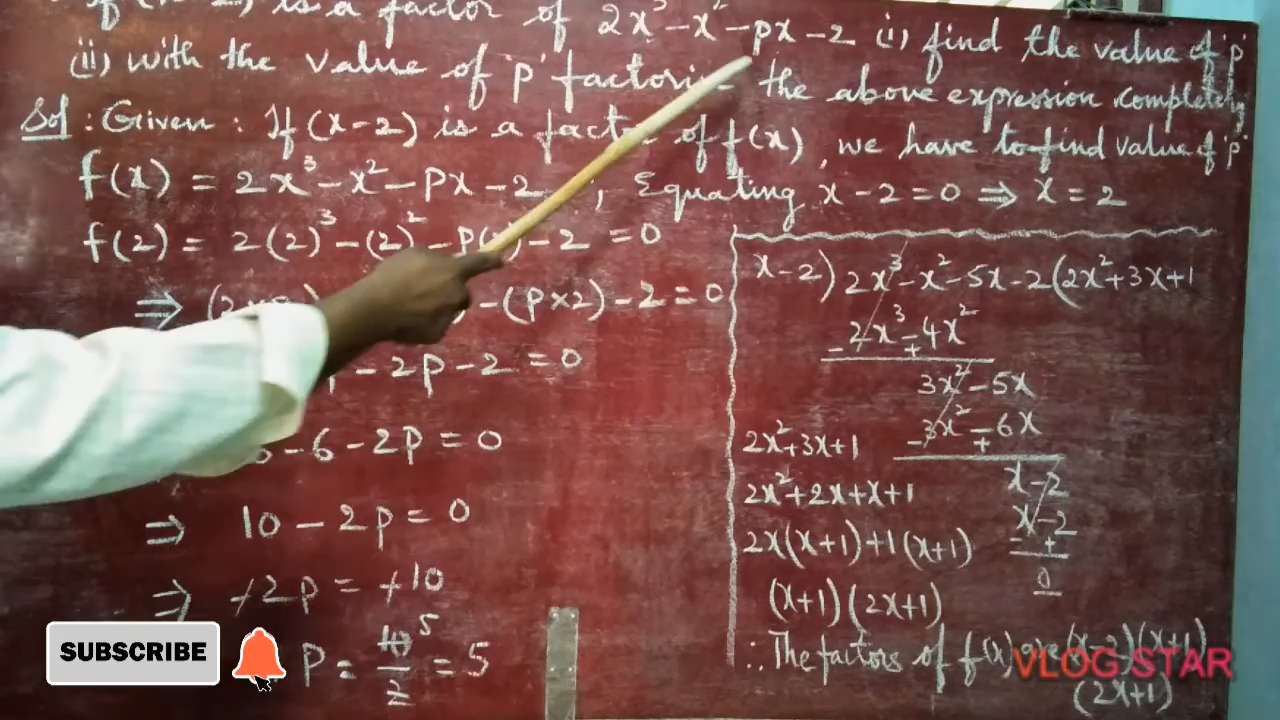 is a factor of 2x³-x²-px-2 (i) find the value of 'p'
(ii) with the value of 'p' the above expression completely
Sol: Given: If (x-2) is a factor of f(x), we have to find value of 'p'
f(x) = 2x³-x²-px-2 ; Equating x-2=0 ⇒ x=2
f(2) = 2(2)³-(2)² -2 =0
⇒ -(p×2)-2=0
-2p-2=0
-6-2p=0
⇒ 10-2p=0
⇒ +2p=+10
p = 10/2 5 = 5
x-2) 2x³-x²-5x-2 (2x²+3x+1
2x³-4x²
- +
3x²-5x
3x²-6x
- +
x-2
x-2
- +
0
2x²+3x+1
2x²+2x+x+1
2x(x+1)+1(x+1)
(x+1)(2x+1)
∴ The factors of f(x) are (x-2)(x+1)
(2x+1)
SUBSCRIBE
VLOG STAR